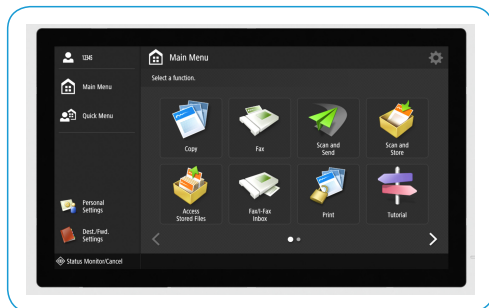 12345
Main Menu
Select a function.
Main Menu
Quick Menu
Copy
Fax
Scan and
Send
Scan and
Store
Access
Stored Files
Fax/I-Fax
Inbox
Print
Tutorial
Personal
Settings
Dest./Fwd.
Settings
Status Monitor/Cancel